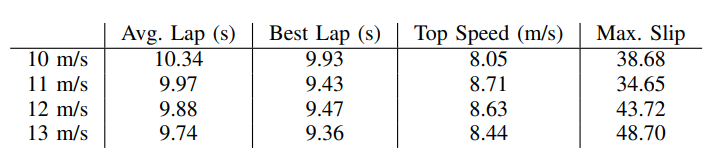 Avg. Lap (s) Best Lap (s) Top Speed (m/s) Max. Slip
10 m/s 10.34 9.93 8.05 38.68
11 m/s 9.97 9.43 8.71 34.65
12 m/s 9.88 9.47 8.63 43.72
13 m/s 9.74 9.36 8.44 48.70